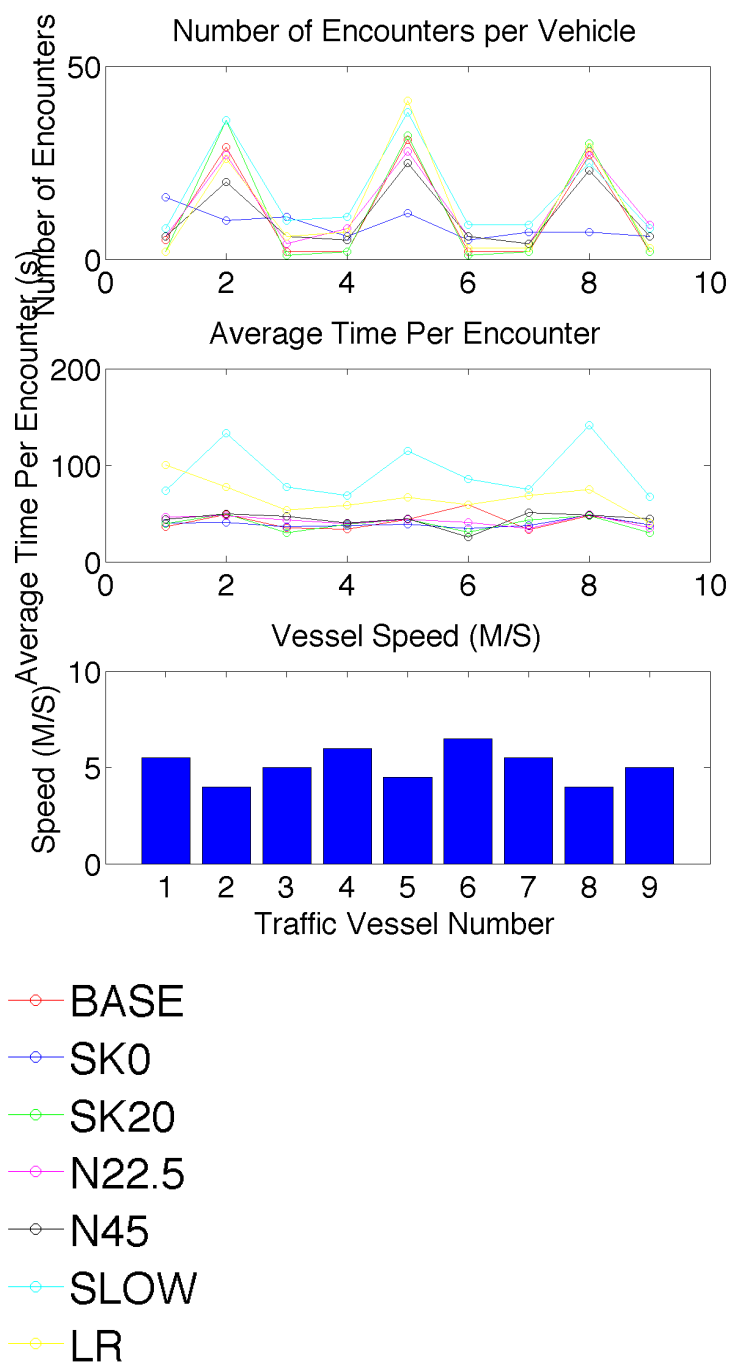 Number of Encounters per Vehicle
Number of Encounters
50
0
0 2 4 6 8 10
Average Time Per Encounter
Average Time Per Encounter (s)
200
100
0
0 2 4 6 8 10
Vessel Speed (M/S)
Speed (M/S)
10
5
0
1 2 3 4 5 6 7 8 9
Traffic Vessel Number
BASE
SK0
SK20
N22.5
N45
SLOW
LR